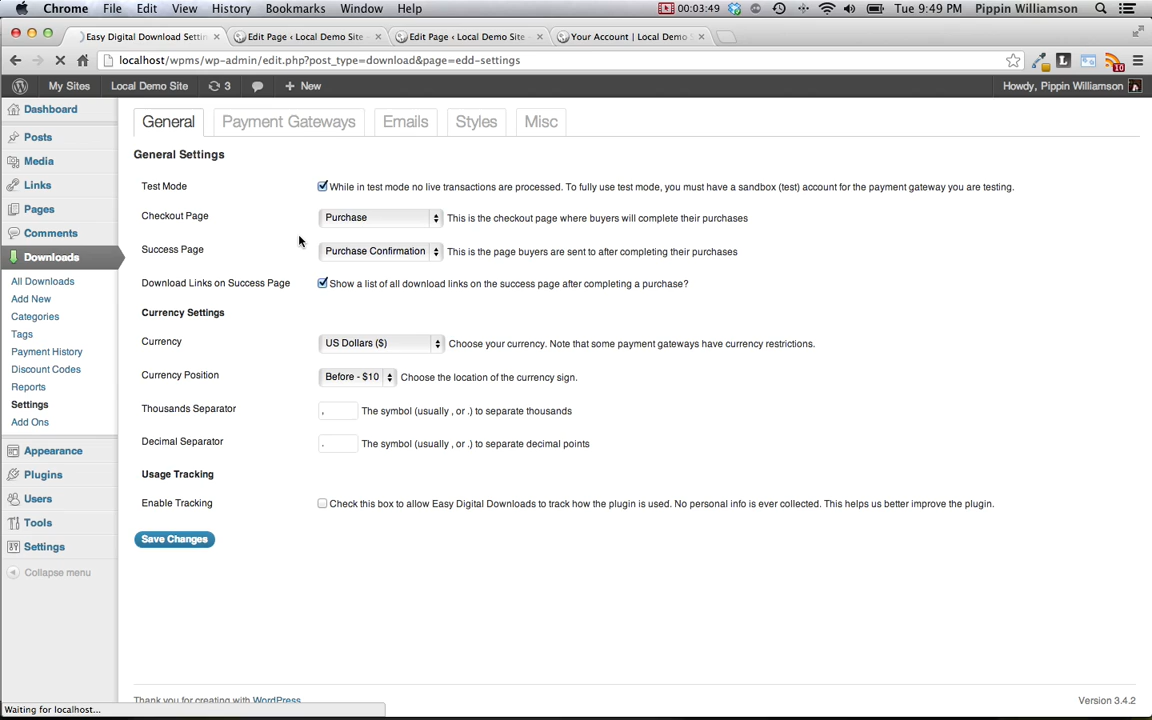 Chrome File Edit View History Bookmarks Window Help 00:03:49 Tue 9:49 PM Pippin Williamson
Easy Digital Download Settin × Edit Page ‹ Local Demo Site - × Edit Page ‹ Local Demo Site - × Your Account | Local Demo S ×
localhost/wpms/wp-admin/edit.php?post_type=download&page=edd-settings 10
My Sites Local Demo Site 3 + New Howdy, Pippin Williamson
Dashboard
Posts
Media
Links
Pages
Comments
Downloads
All Downloads
Add New
Categories
Tags
Payment History
Discount Codes
Reports
Settings
Add Ons
Appearance
Plugins
Users
Tools
Settings
Collapse menu
General Payment Gateways Emails Styles Misc
General Settings
Test Mode While in test mode no live transactions are processed. To fully use test mode, you must have a sandbox (test) account for the payment gateway you are testing.
Checkout Page Purchase This is the checkout page where buyers will complete their purchases
Success Page Purchase Confirmation This is the page buyers are sent to after completing their purchases
Download Links on Success Page Show a list of all download links on the success page after completing a purchase?
Currency Settings
Currency US Dollars ($) Choose your currency. Note that some payment gateways have currency restrictions.
Currency Position Before - $10 Choose the location of the currency sign.
Thousands Separator , The symbol (usually , or .) to separate thousands
Decimal Separator . The symbol (usually , or .) to separate decimal points
Usage Tracking
Enable Tracking Check this box to allow Easy Digital Downloads to track how the plugin is used. No personal info is ever collected. This helps us better improve the plugin.
Save Changes
Thank you for creating with WordPress Version 3.4.2
Waiting for localhost...